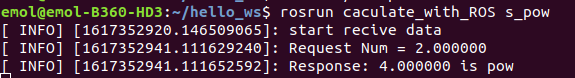 emol@emol-B360-HD3:~/hello_ws$ rosrun caculate_with_ROS s_pow
[ INFO] [1617352920.146509065]: start recive data
[ INFO] [1617352941.111629240]: Request Num = 2.000000
[ INFO] [1617352941.111652592]: Response: 4.000000 is pow